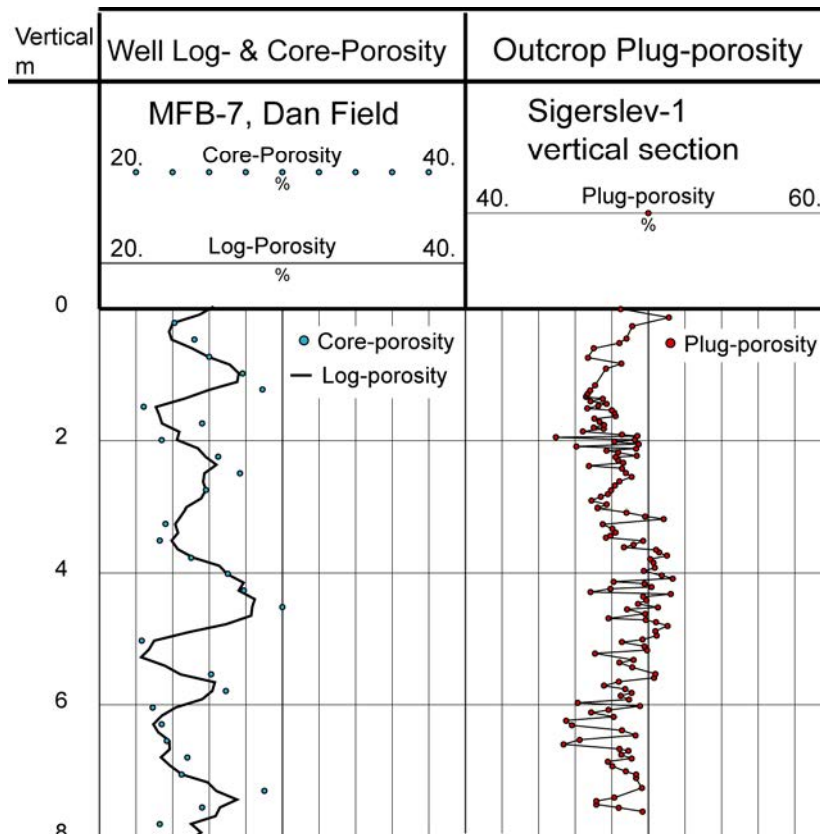 Vertical
m
Well Log- & Core-Porosity
Outcrop Plug-porosity
MFB-7, Dan Field
20. Core-Porosity 40.
%
20. Log-Porosity 40.
%
Sigerslev-1
vertical section
40. Plug-porosity 60.
%
0
Core-porosity
Log-porosity
Plug-porosity
2
4
6
8